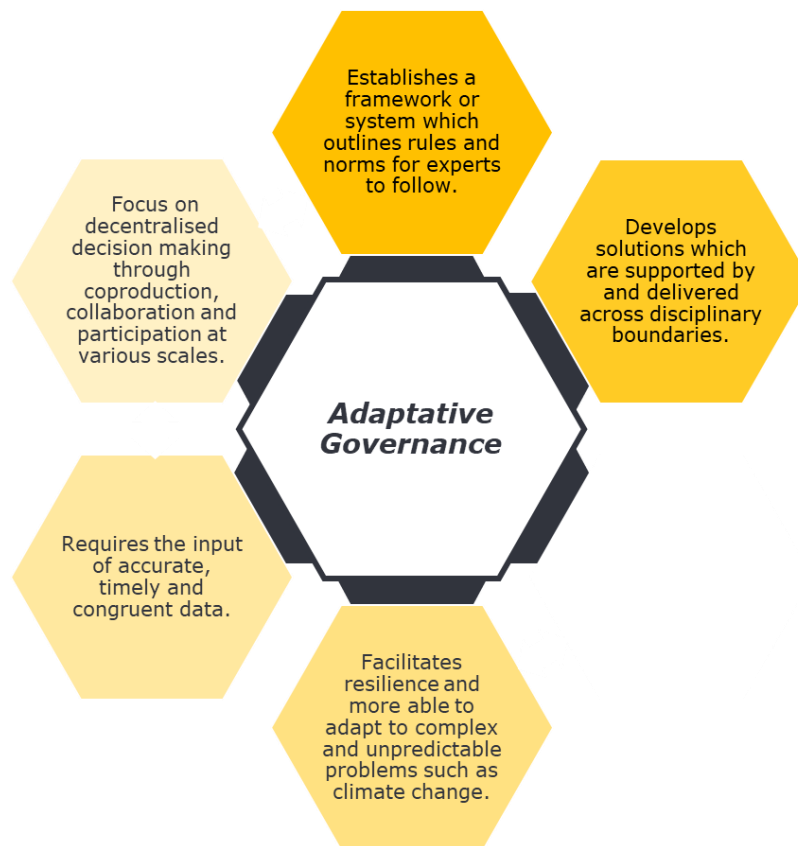 Establishes a
framework or
system which
outlines rules and
norms for experts
to follow.
Focus on
decentralised
decision making
through
coproduction,
collaboration and
participation at
various scales.
Develops
solutions which
are supported by
and delivered
across disciplinary
boundaries.
Adaptative
Governance
Requires the input
of accurate,
timely and
congruent data.
Facilitates
resilience and
more able to
adapt to complex
and unpredictable
problems such as
climate change.